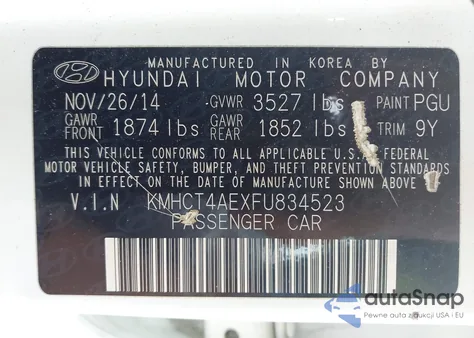 MANUFACTURED IN KOREA BY
HYUNDAI MOTOR COMPANY
NOV/26/14 GVWR 3527 lbs PAINT PGU
GAWR FRONT 1874 lbs GAWR REAR 1852 lbs TRIM 9Y
THIS VEHICLE CONFORMS TO ALL APPLICABLE U.S.A. FEDERAL
MOTOR VEHICLE SAFETY, BUMPER, AND THEFT PREVENTION STANDARDS
IN EFFECT ON THE DATE OF MANUFACTURE SHOWN ABOVE
V.I.N KMHCT4AEXFU834523
PASSENGER CAR
autoSnap
Pewne auta z aukcji USA i EU